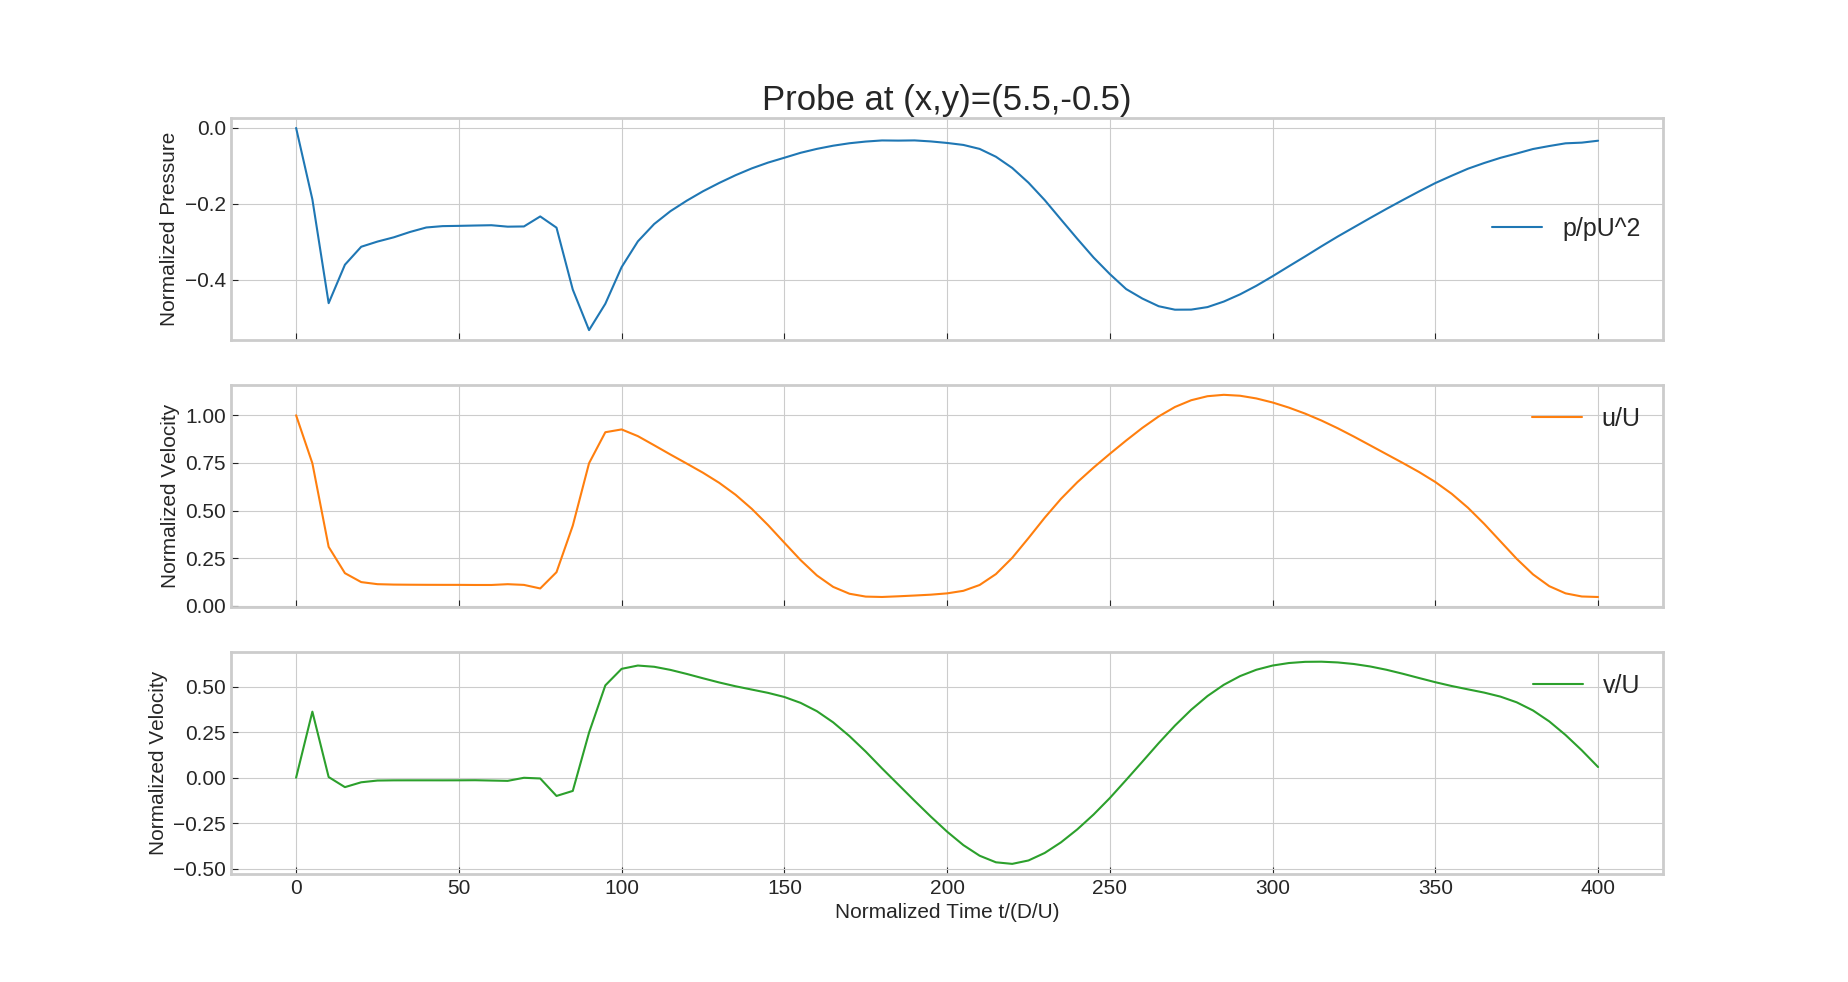 Probe at (x,y)=(5.5,-0.5)
Normalized Pressure
0.0
−0.2
−0.4
p/pU^2
Normalized Velocity
1.00
0.75
0.50
0.25
0.00
u/U
Normalized Velocity
0.50
0.25
0.00
−0.25
−0.50
v/U
0 50 100 150 200 250 300 350 400
Normalized Time t/(D/U)